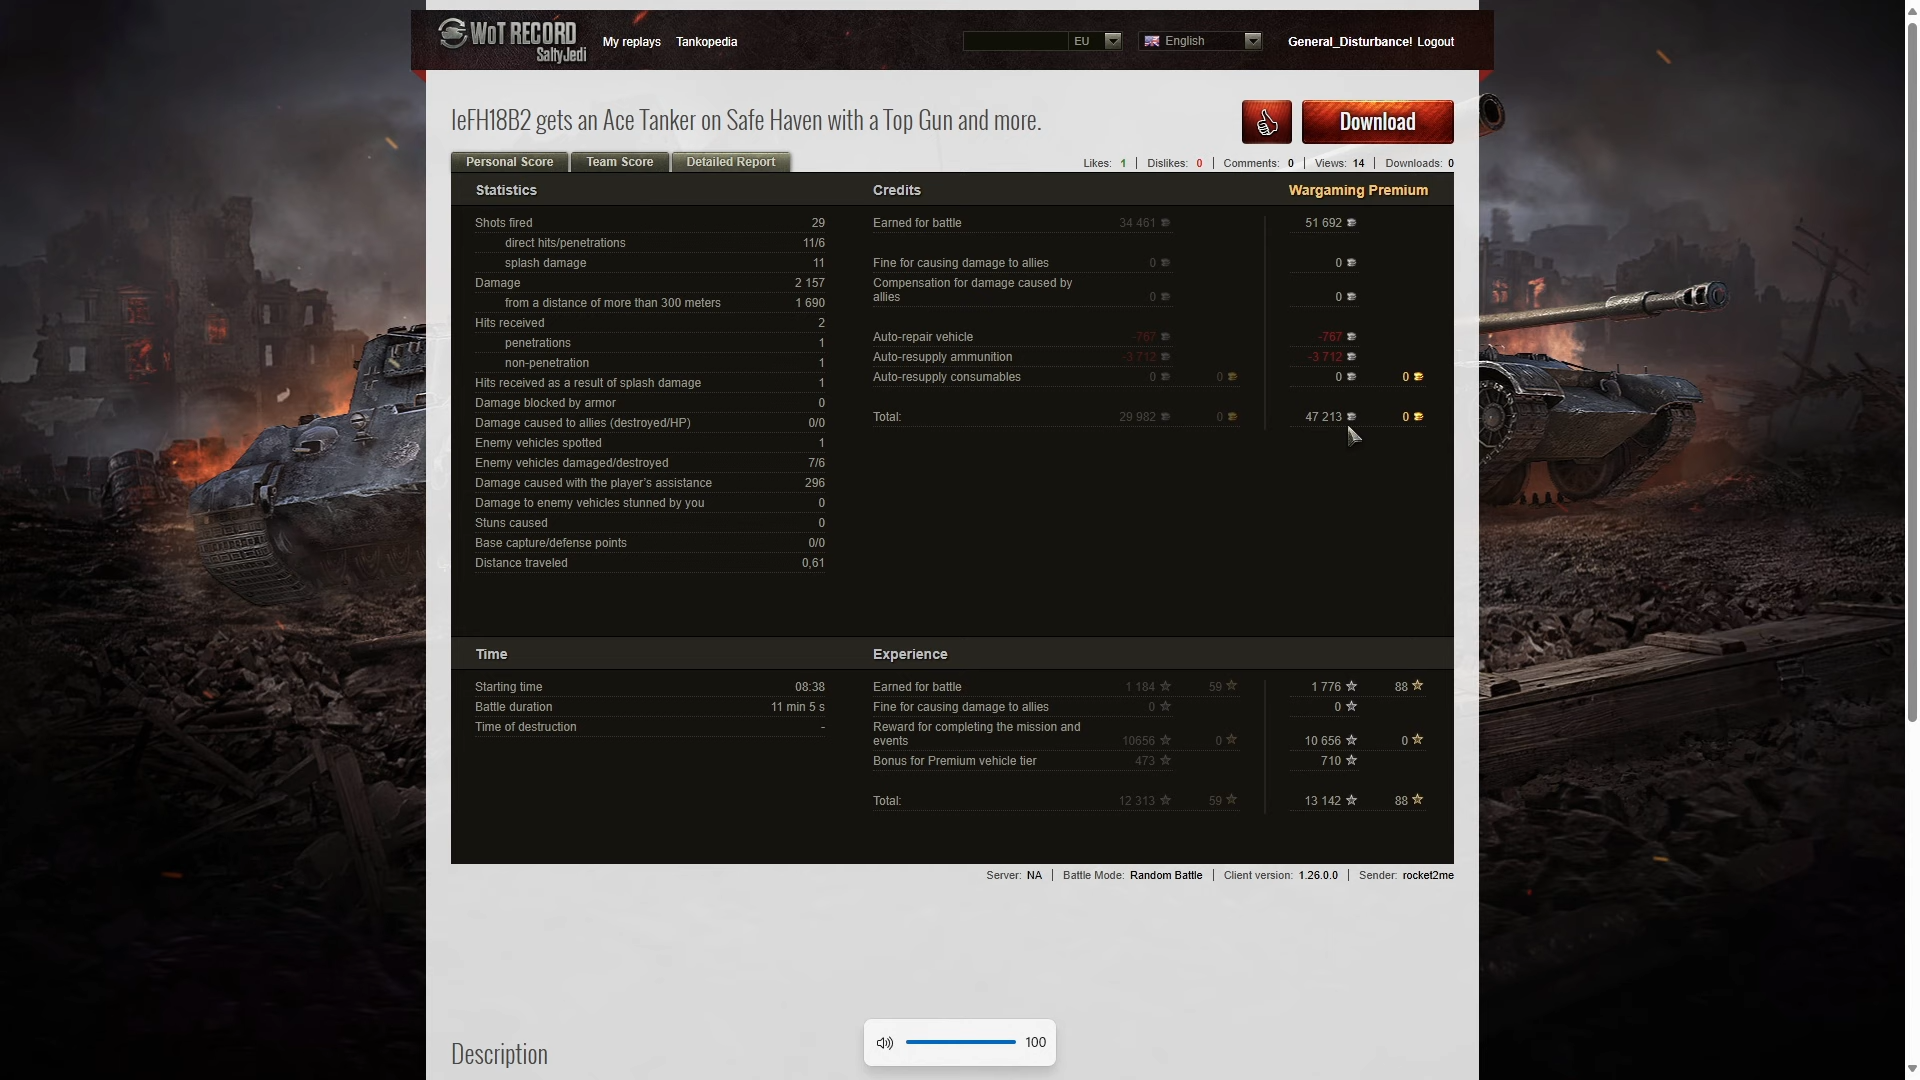 WoT RECORD
SaltyJedi
My replays Tankopedia EU English General_Disturbance! Logout
leFH18B2 gets an Ace Tanker on Safe Haven with a Top Gun and more.
Download
Personal Score Team Score Detailed Report
Likes: 1 | Dislikes: 0 | Comments: 0 | Views: 14 | Downloads: 0
Statistics
Shots fired 29
direct hits/penetrations 11/6
splash damage 11
Damage 2 157
from a distance of more than 300 meters 1 690
Hits received 2
penetrations 1
non-penetration 1
Hits received as a result of splash damage 1
Damage blocked by armor 0
Damage caused to allies (destroyed/HP) 0/0
Enemy vehicles spotted 1
Enemy vehicles damaged/destroyed 7/6
Damage caused with the player's assistance 296
Damage to enemy vehicles stunned by you 0
Stuns caused 0
Base capture/defense points 0/0
Distance traveled 0,61
Credits Wargaming Premium
Earned for battle 34 461 51 692
Fine for causing damage to allies 0 0
Compensation for damage caused by
allies 0 0
Auto-repair vehicle -767 -767
Auto-resupply ammunition -3 712 -3 712
Auto-resupply consumables 0 0 0 0
Total: 29 982 0 47 213 0
Time
Starting time 08:38
Battle duration 11 min 5 s
Time of destruction -
Experience
Earned for battle 1 184 59 1 776 88
Fine for causing damage to allies 0 0
Reward for completing the mission and
events 10656 0 10 656 0
Bonus for Premium vehicle tier 473 710
Total: 12 313 59 13 142 88
Server: NA | Battle Mode: Random Battle | Client version: 1.26.0.0 | Sender: rocket2me
Description
100